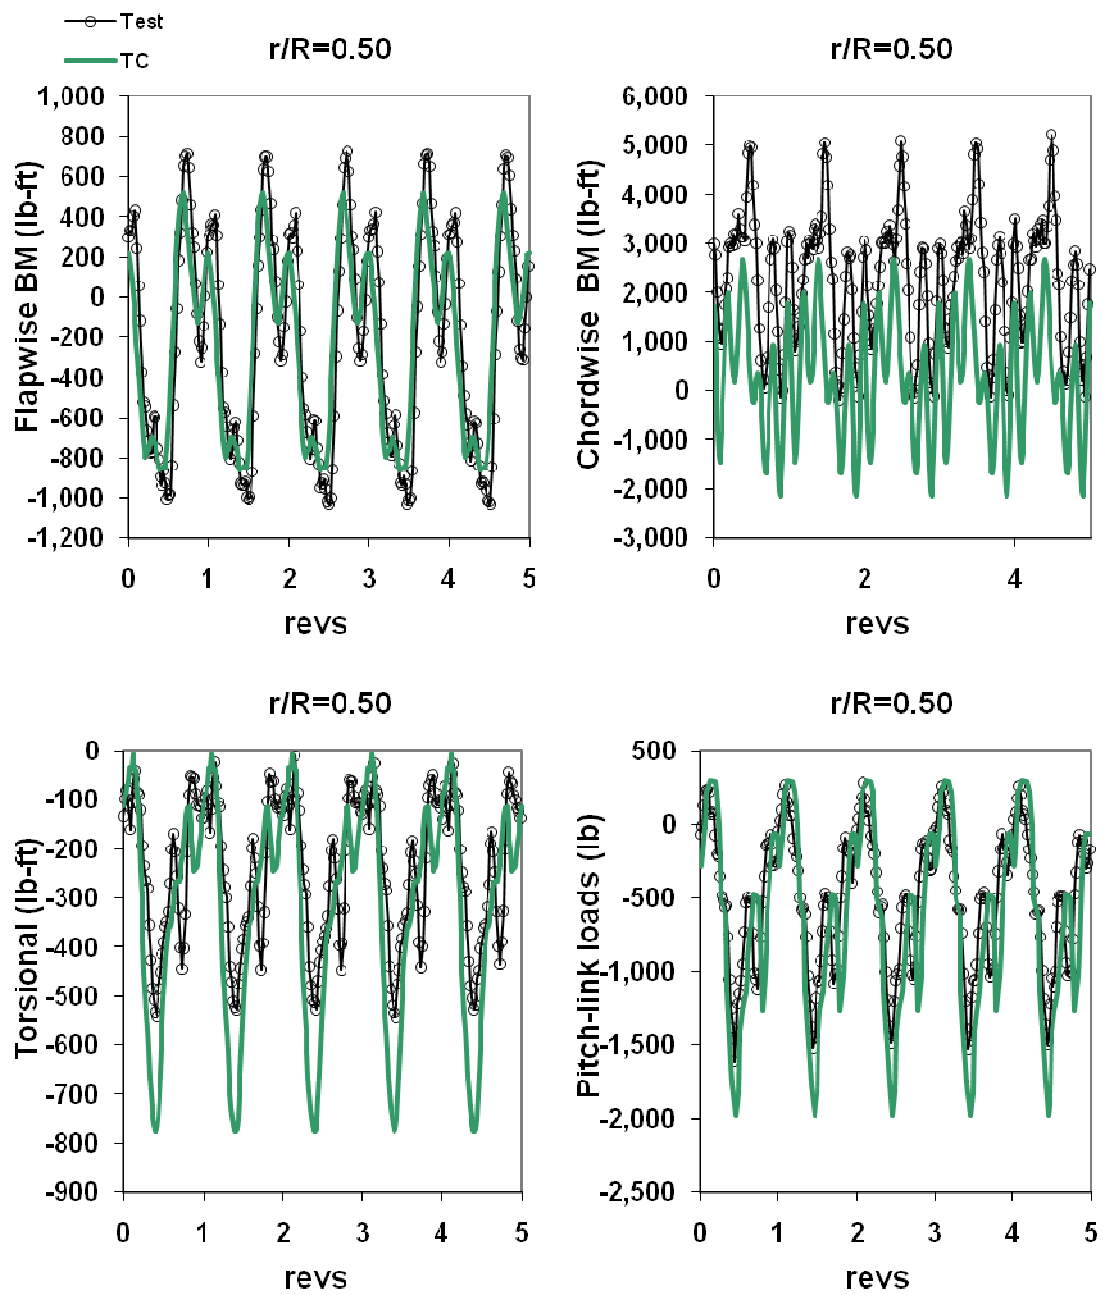 Test
TC
r/R=0.50
r/R=0.50
1,000
800
600
400
200
0
-200
-400
-600
-800
-1,000
-1,200
Flapwise BM (lb-ft)
0 1 2 3 4 5
revs
6,000
5,000
4,000
3,000
2,000
1,000
0
-1,000
-2,000
-3,000
Chordwise BM (lb-ft)
0 2 4
revs
r/R=0.50
r/R=0.50
0
-100
-200
-300
-400
-500
-600
-700
-800
-900
Torsional (lb-ft)
0 1 2 3 4 5
revs
500
0
-500
-1,000
-1,500
-2,000
-2,500
Pitch-link loads (lb)
0 1 2 3 4 5
revs